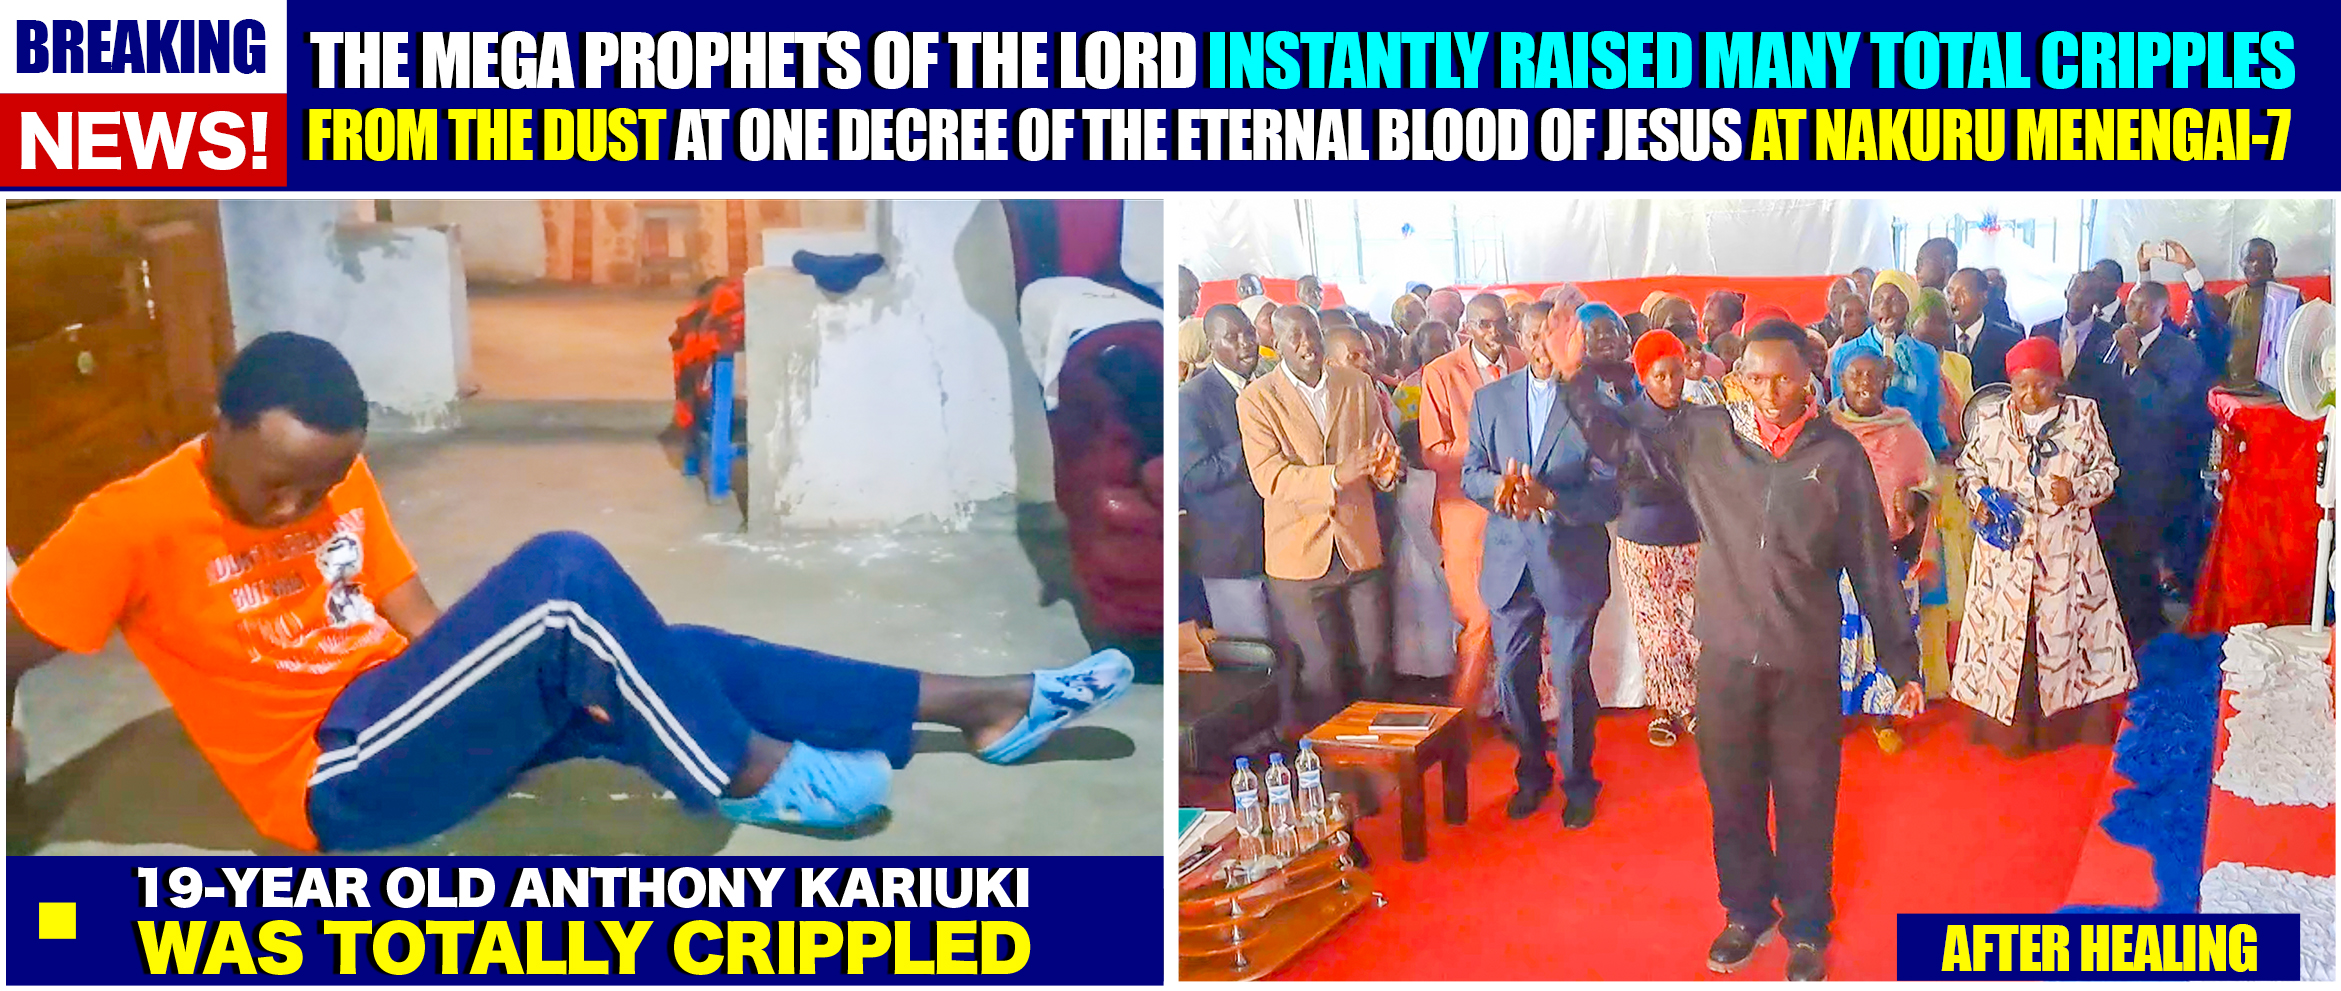 BREAKING
NEWS!
THE MEGA PROPHETS OF THE LORD INSTANTLY RAISED MANY TOTAL CRIPPLES
FROM THE DUST AT ONE DECREE OF THE ETERNAL BLOOD OF JESUS AT NAKURU MENENGAI-7
19-YEAR OLD ANTHONY KARIUKI
WAS TOTALLY CRIPPLED
AFTER HEALING